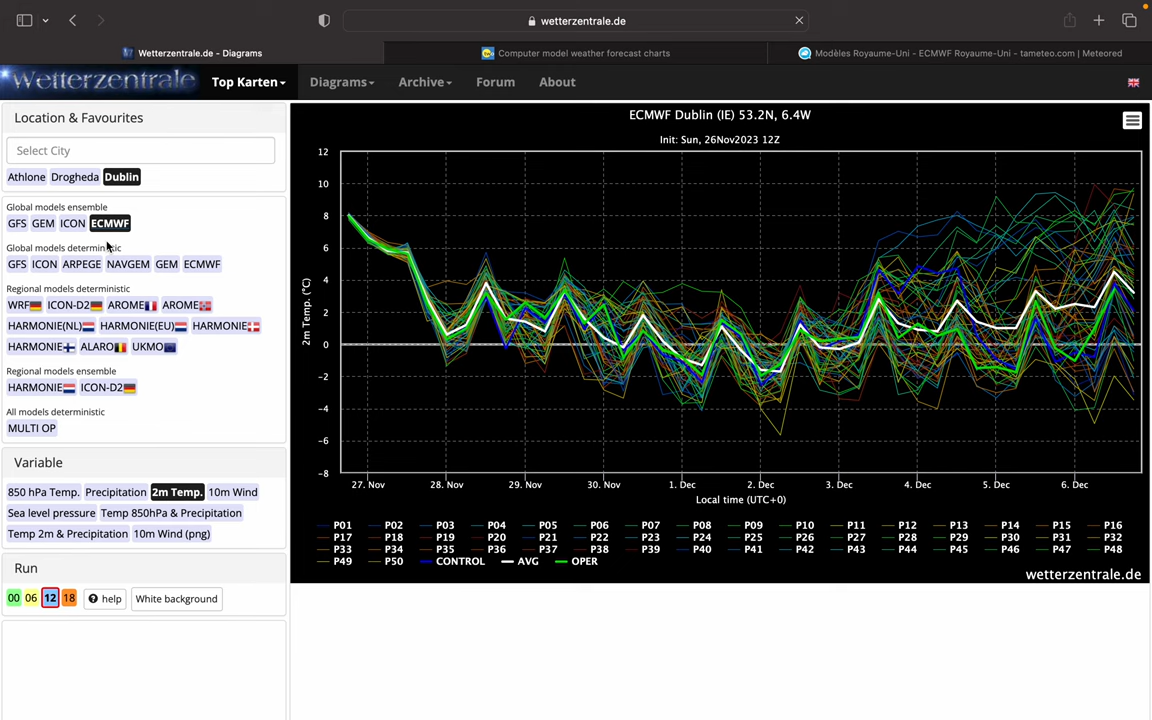 wetterzentrale.de
Wetterzentrale.de - Diagrams
Computer model weather forecast charts
Modèles Royaume-Uni - ECMWF Royaume-Uni - tameteo.com | Meteored
Wetterzentrale Top Karten Diagrams Archive Forum About
Location & Favourites
Select City
Athlone Drogheda Dublin
Global models ensemble
GFS GEM ICON ECMWF
Global models deterministic
GFS ICON ARPEGE NAVGEM GEM ECMWF
Regional models deterministic
WRF ICON-D2 AROME AROME
HARMONIE(NL) HARMONIE(EU) HARMONIE
HARMONIE ALARO UKMO
Regional models ensemble
HARMONIE ICON-D2
All models deterministic
MULTI OP
Variable
850 hPa Temp. Precipitation 2m Temp. 10m Wind
Sea level pressure Temp 850hPa & Precipitation
Temp 2m & Precipitation 10m Wind (png)
Run
00 06 12 18 ? help White background
ECMWF Dublin (IE) 53.2N, 6.4W
Init: Sun, 26Nov2023 12Z
12
10
8
6
4
2
0
-2
-4
-6
-8
2m Temp. (°C)
27. Nov 28. Nov 29. Nov 30. Nov 1. Dec 2. Dec 3. Dec 4. Dec 5. Dec 6. Dec
Local time (UTC+0)
P01 P02 P03 P04 P05 P06 P07 P08 P09 P10 P11 P12 P13 P14 P15 P16
P17 P18 P19 P20 P21 P22 P23 P24 P25 P26 P27 P28 P29 P30 P31 P32
P33 P34 P35 P36 P37 P38 P39 P40 P41 P42 P43 P44 P45 P46 P47 P48
P49 P50 CONTROL AVG OPER
wetterzentrale.de